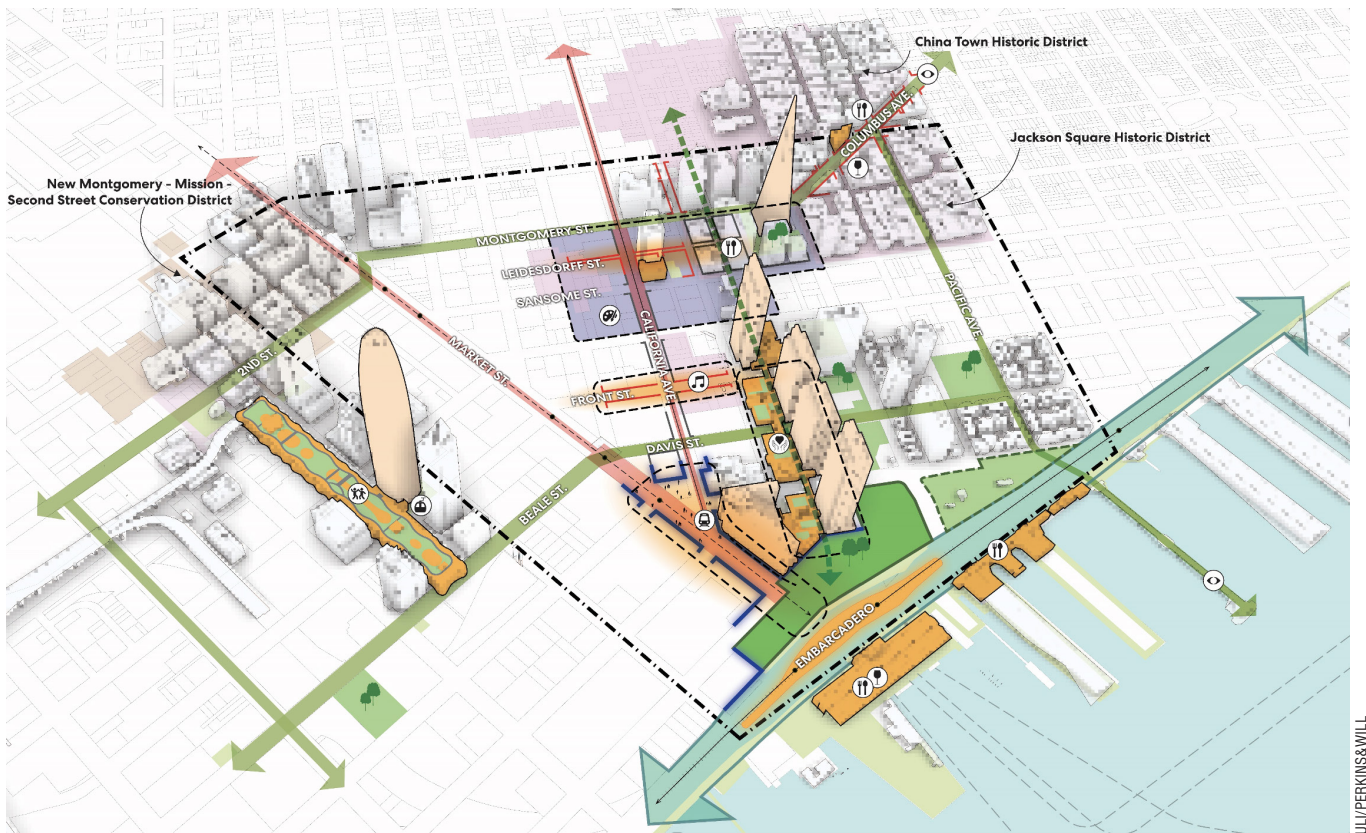 China Town Historic District
COLUMBUS AVE.
Jackson Square Historic District
New Montgomery - Mission -
Second Street Conservation District
MONTGOMERY ST.
LEIDESDORFF ST.
SANSOME ST.
CALIFORNIA AVE
PACIFIC AVE.
2ND ST.
MARKET ST.
FRONT ST.
DAVIS ST.
BEALE ST.
EMBARCADERO
ULI/PERKINS&WILL